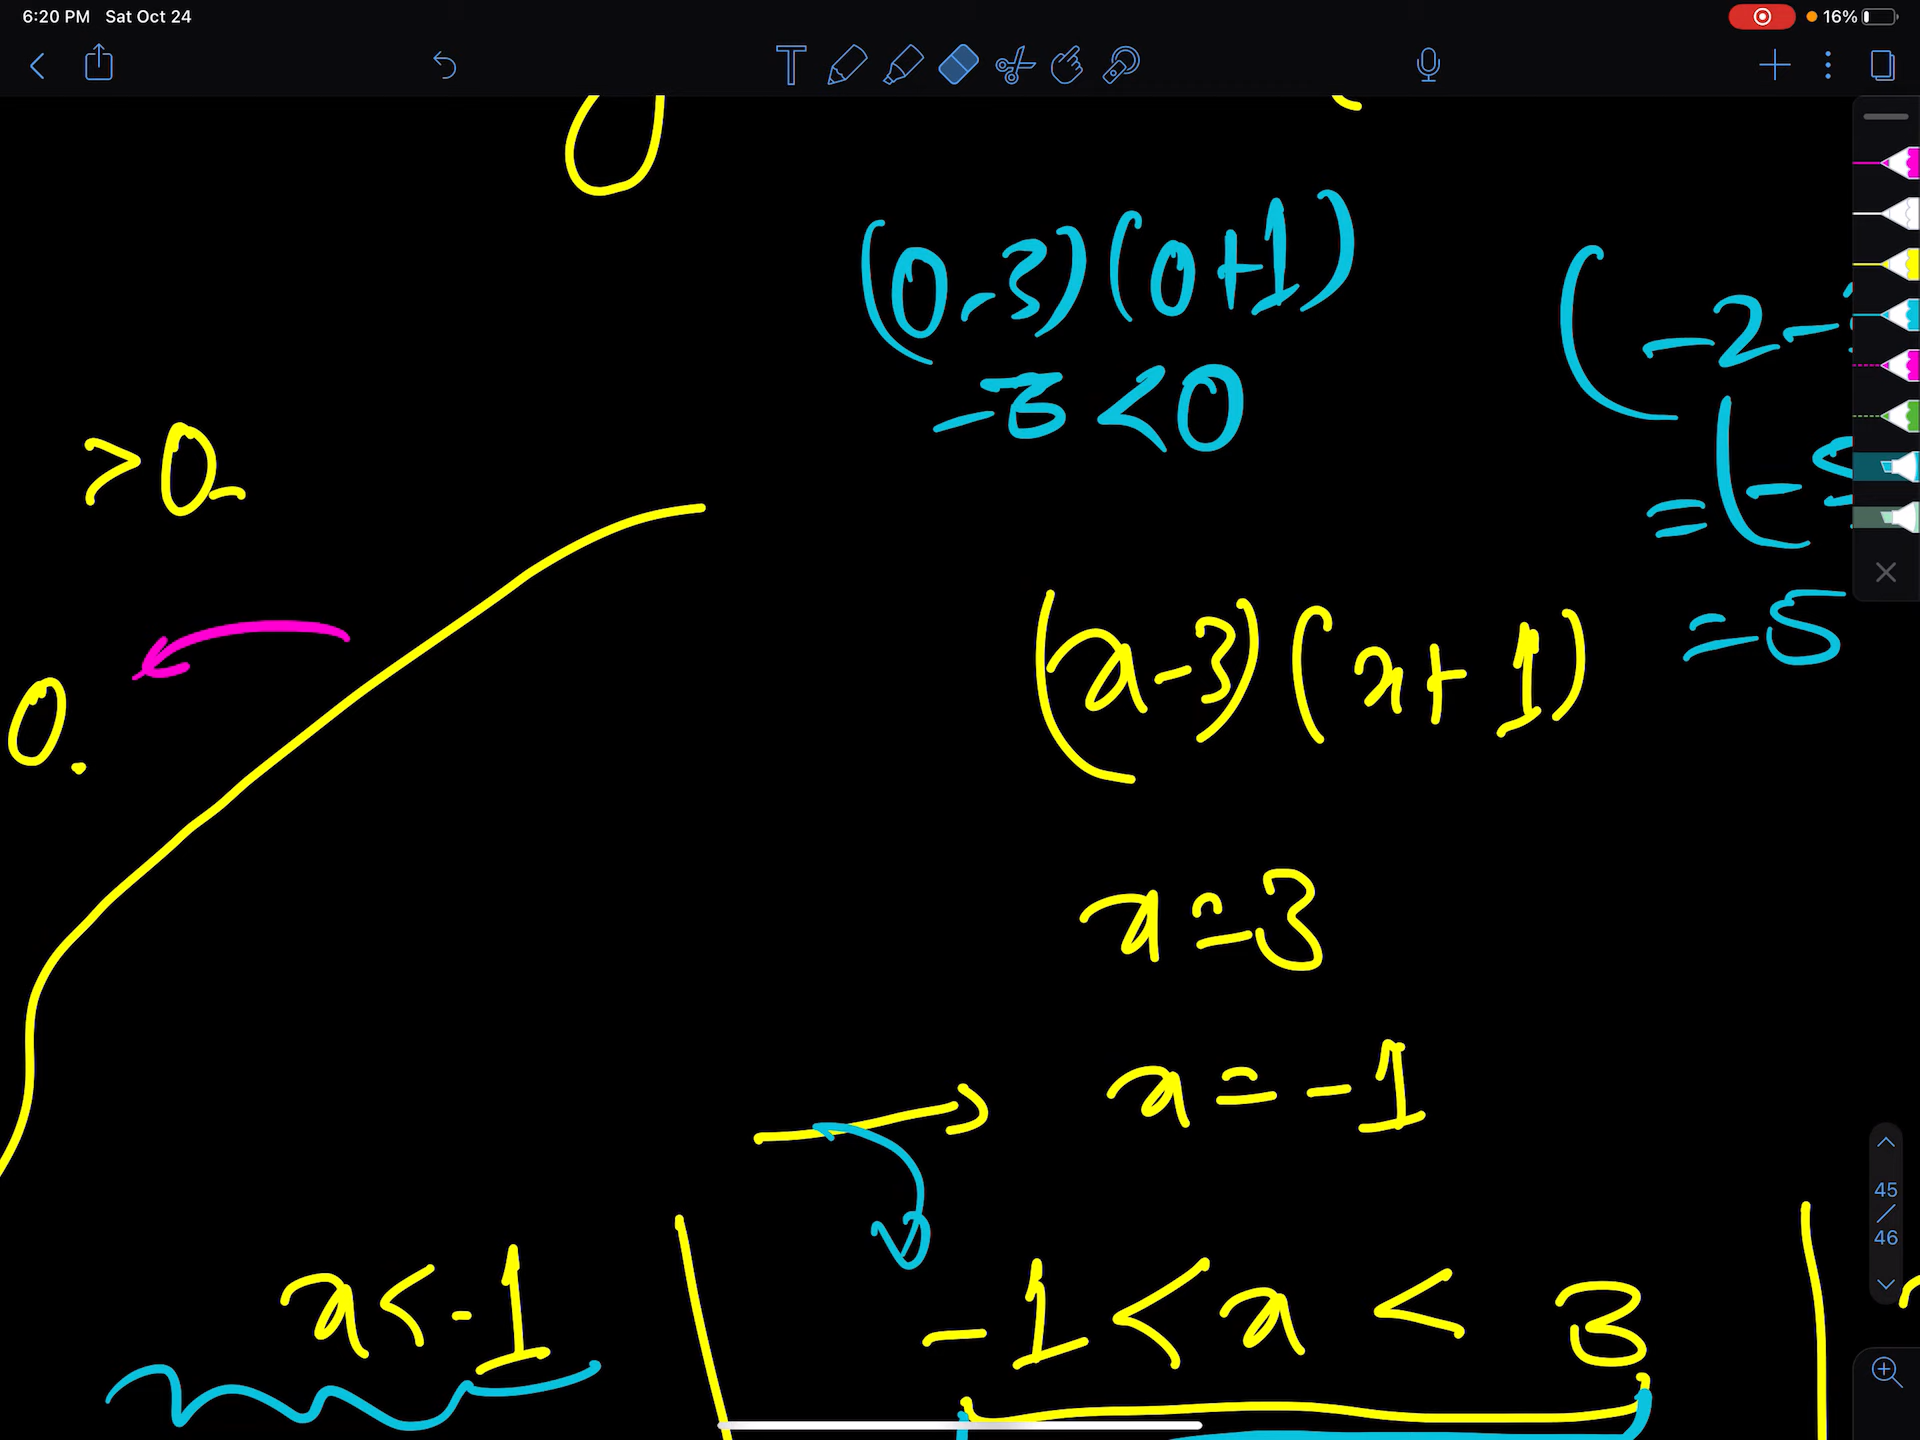 6:20 PM Sat Oct 24
16%
(0-3)(0+1)
-3 <0
(-2-
>0
= (-5
= 5
0.
(x-3)(x+1)
x = 3
x = -1
x < -1
-1 < x < 3
45
/
46